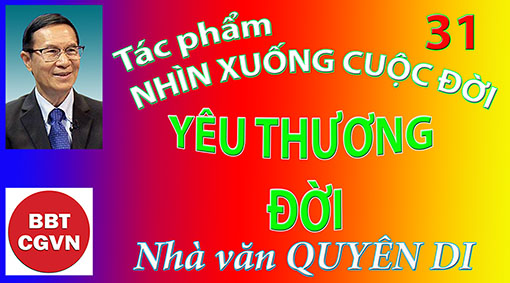 31
Tác phẩm
NHÌN XUỐNG CUỘC ĐỜI
YÊU THƯƠNG
ĐỜI
BBT
CGVN
Nhà văn QUYÊN DI